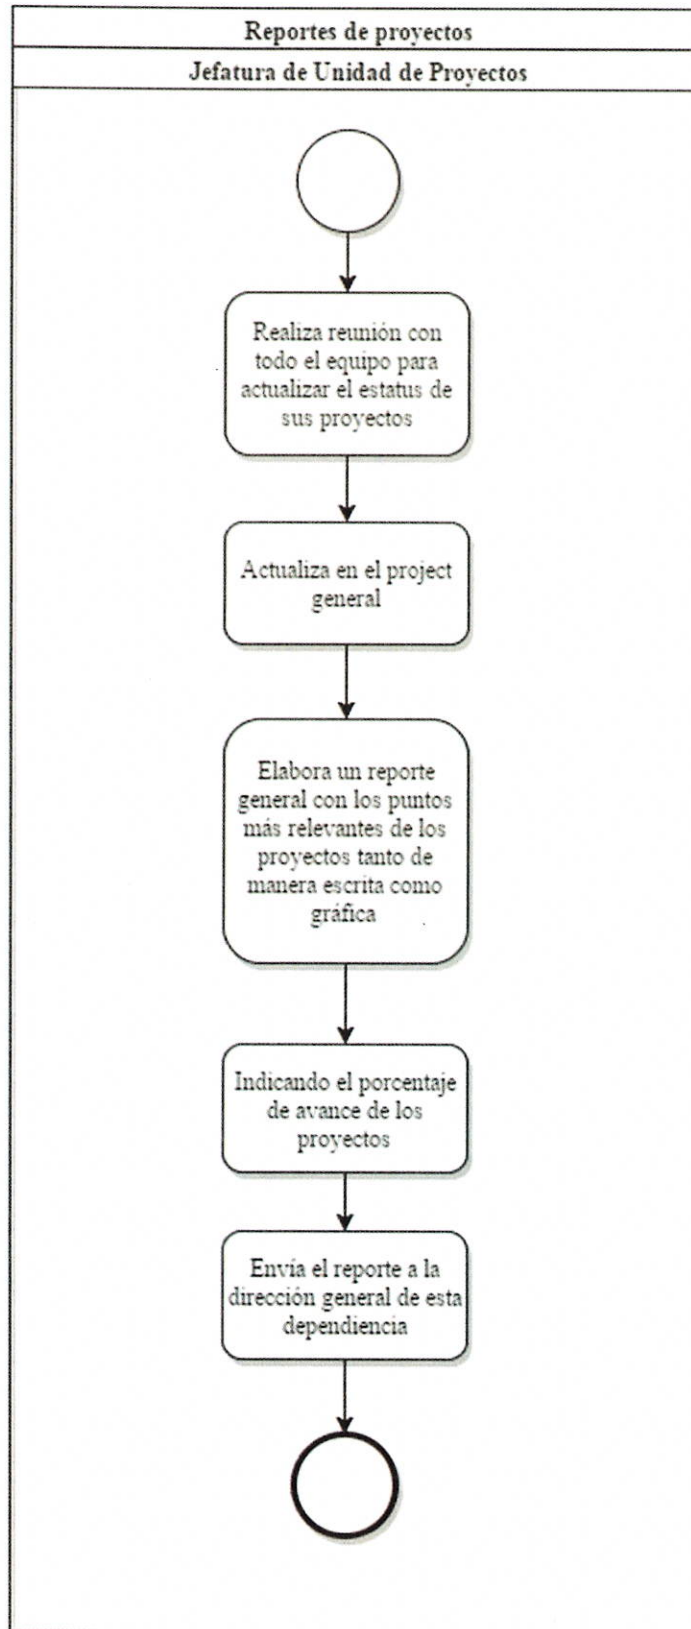 Reportes de proyectos
Jefatura de Unidad de Proyectos
Realiza reunión con
todo el equipo para
actualizar el estatus de
sus proyectos
Actualiza en el project
general
Elabora un reporte
general con los puntos
más relevantes de los
proyectos tanto de
manera escrita como
gráfica
Indicando el porcentaje
de avance de los
proyectos
Envía el reporte a la
dirección general de esta
dependiencia